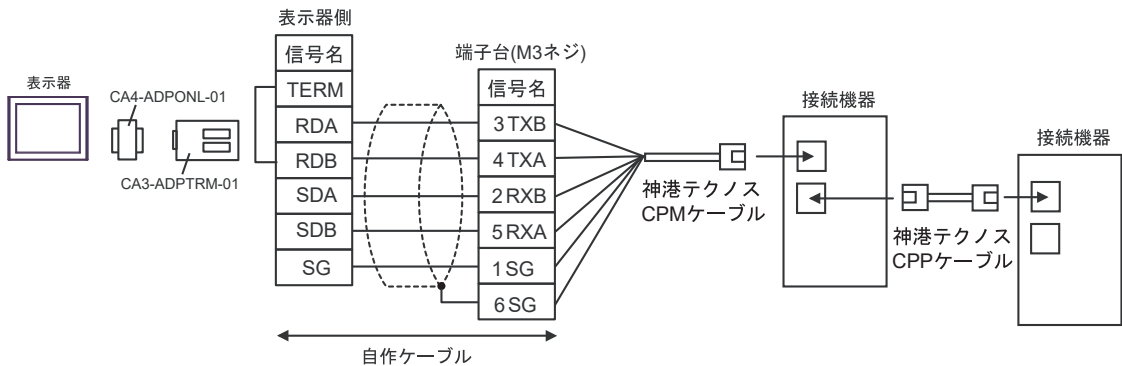 表示器
CA4-ADPONL-01
CA3-ADPTRM-01
表示器側
信号名
TERM
RDA
RDB
SDA
SDB
SG
端子台(M3ネジ)
信号名
3 TXB
4 TXA
2 RXB
5 RXA
1 SG
6 SG
自作ケーブル
神港テクノス
CPMケーブル
接続機器
神港テクノス
CPPケーブル
接続機器